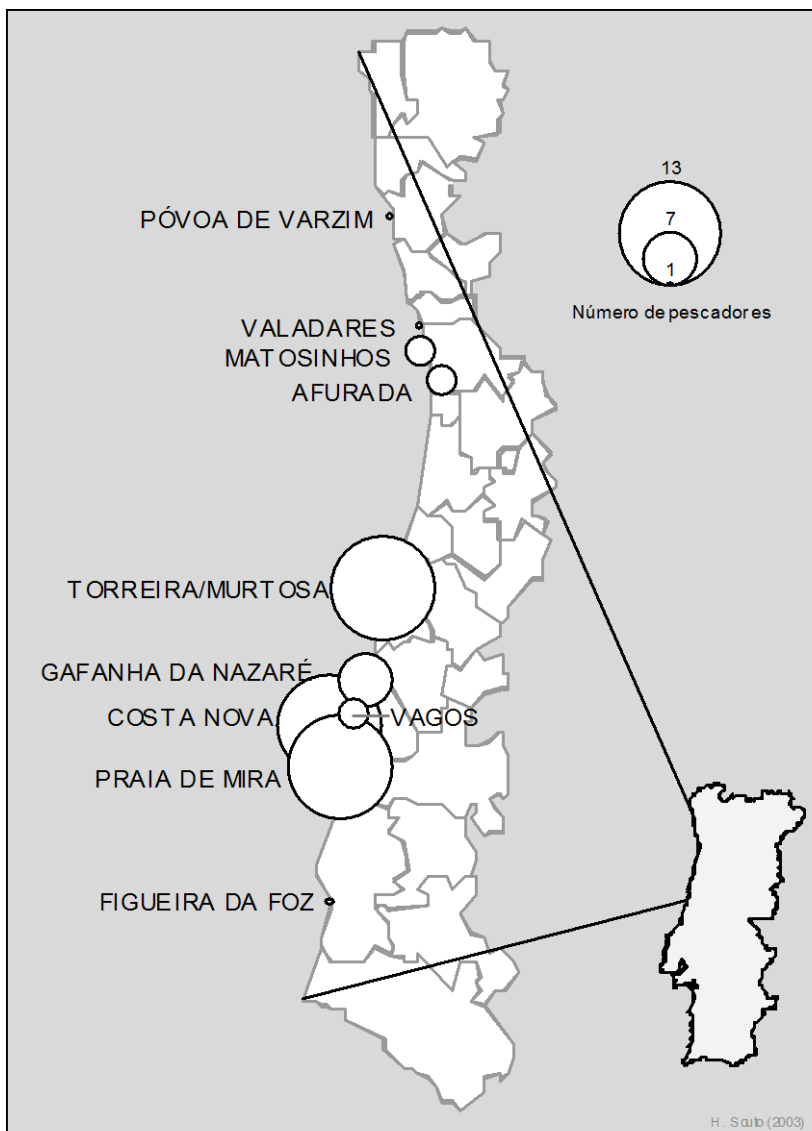 13
7
1
Número de pescadores
PÓVOA DE VARZIM
VALADARES
MATOSINHOS
AFURADA
TORREIRA/MURTOSA
GAFANHA DA NAZARÉ
COSTA NOVA
VAGOS
PRAIA DE MIRA
FIGUEIRA DA FOZ
H. Souto (2003)